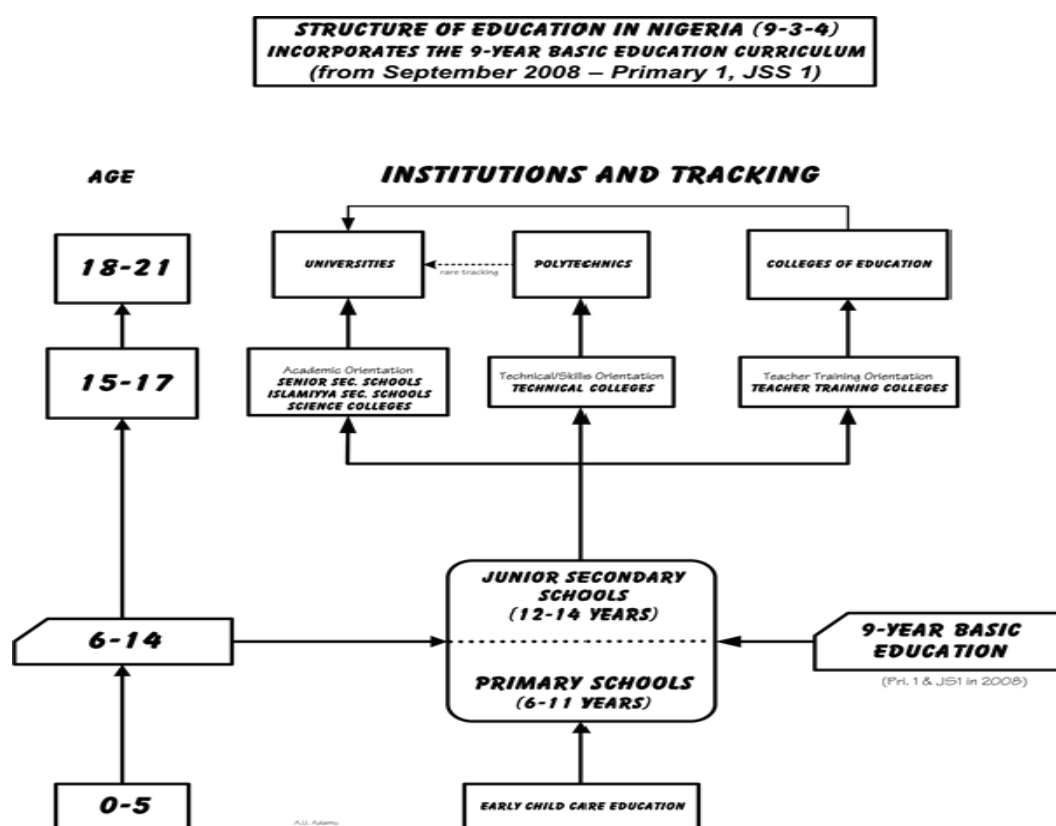 STRUCTURE OF EDUCATION IN NIGERIA (9-3-4)
INCORPORATES THE 9-YEAR BASIC EDUCATION CURRICULUM
(from September 2008 – Primary 1, JSS 1)
AGE
INSTITUTIONS AND TRACKING
18-21
UNIVERSITIES
rare tracking
POLYTECHNICS
COLLEGES OF EDUCATION
15-17
Academic Orientation
SENIOR SEC. SCHOOLS
ISLAMIYYA SEC. SCHOOLS
SCIENCE COLLEGES
Technical/Skills Orientation
TECHNICAL COLLEGES
Teacher Training Orientation
TEACHER TRAINING COLLEGES
6-14
JUNIOR SECONDARY
SCHOOLS
(12-14 YEARS)
PRIMARY SCHOOLS
(6-11 YEARS)
9-YEAR BASIC
EDUCATION
(Pri. 1 & JS1 in 2008)
0-5
EARLY CHILD CARE EDUCATION
A.U. Adamu